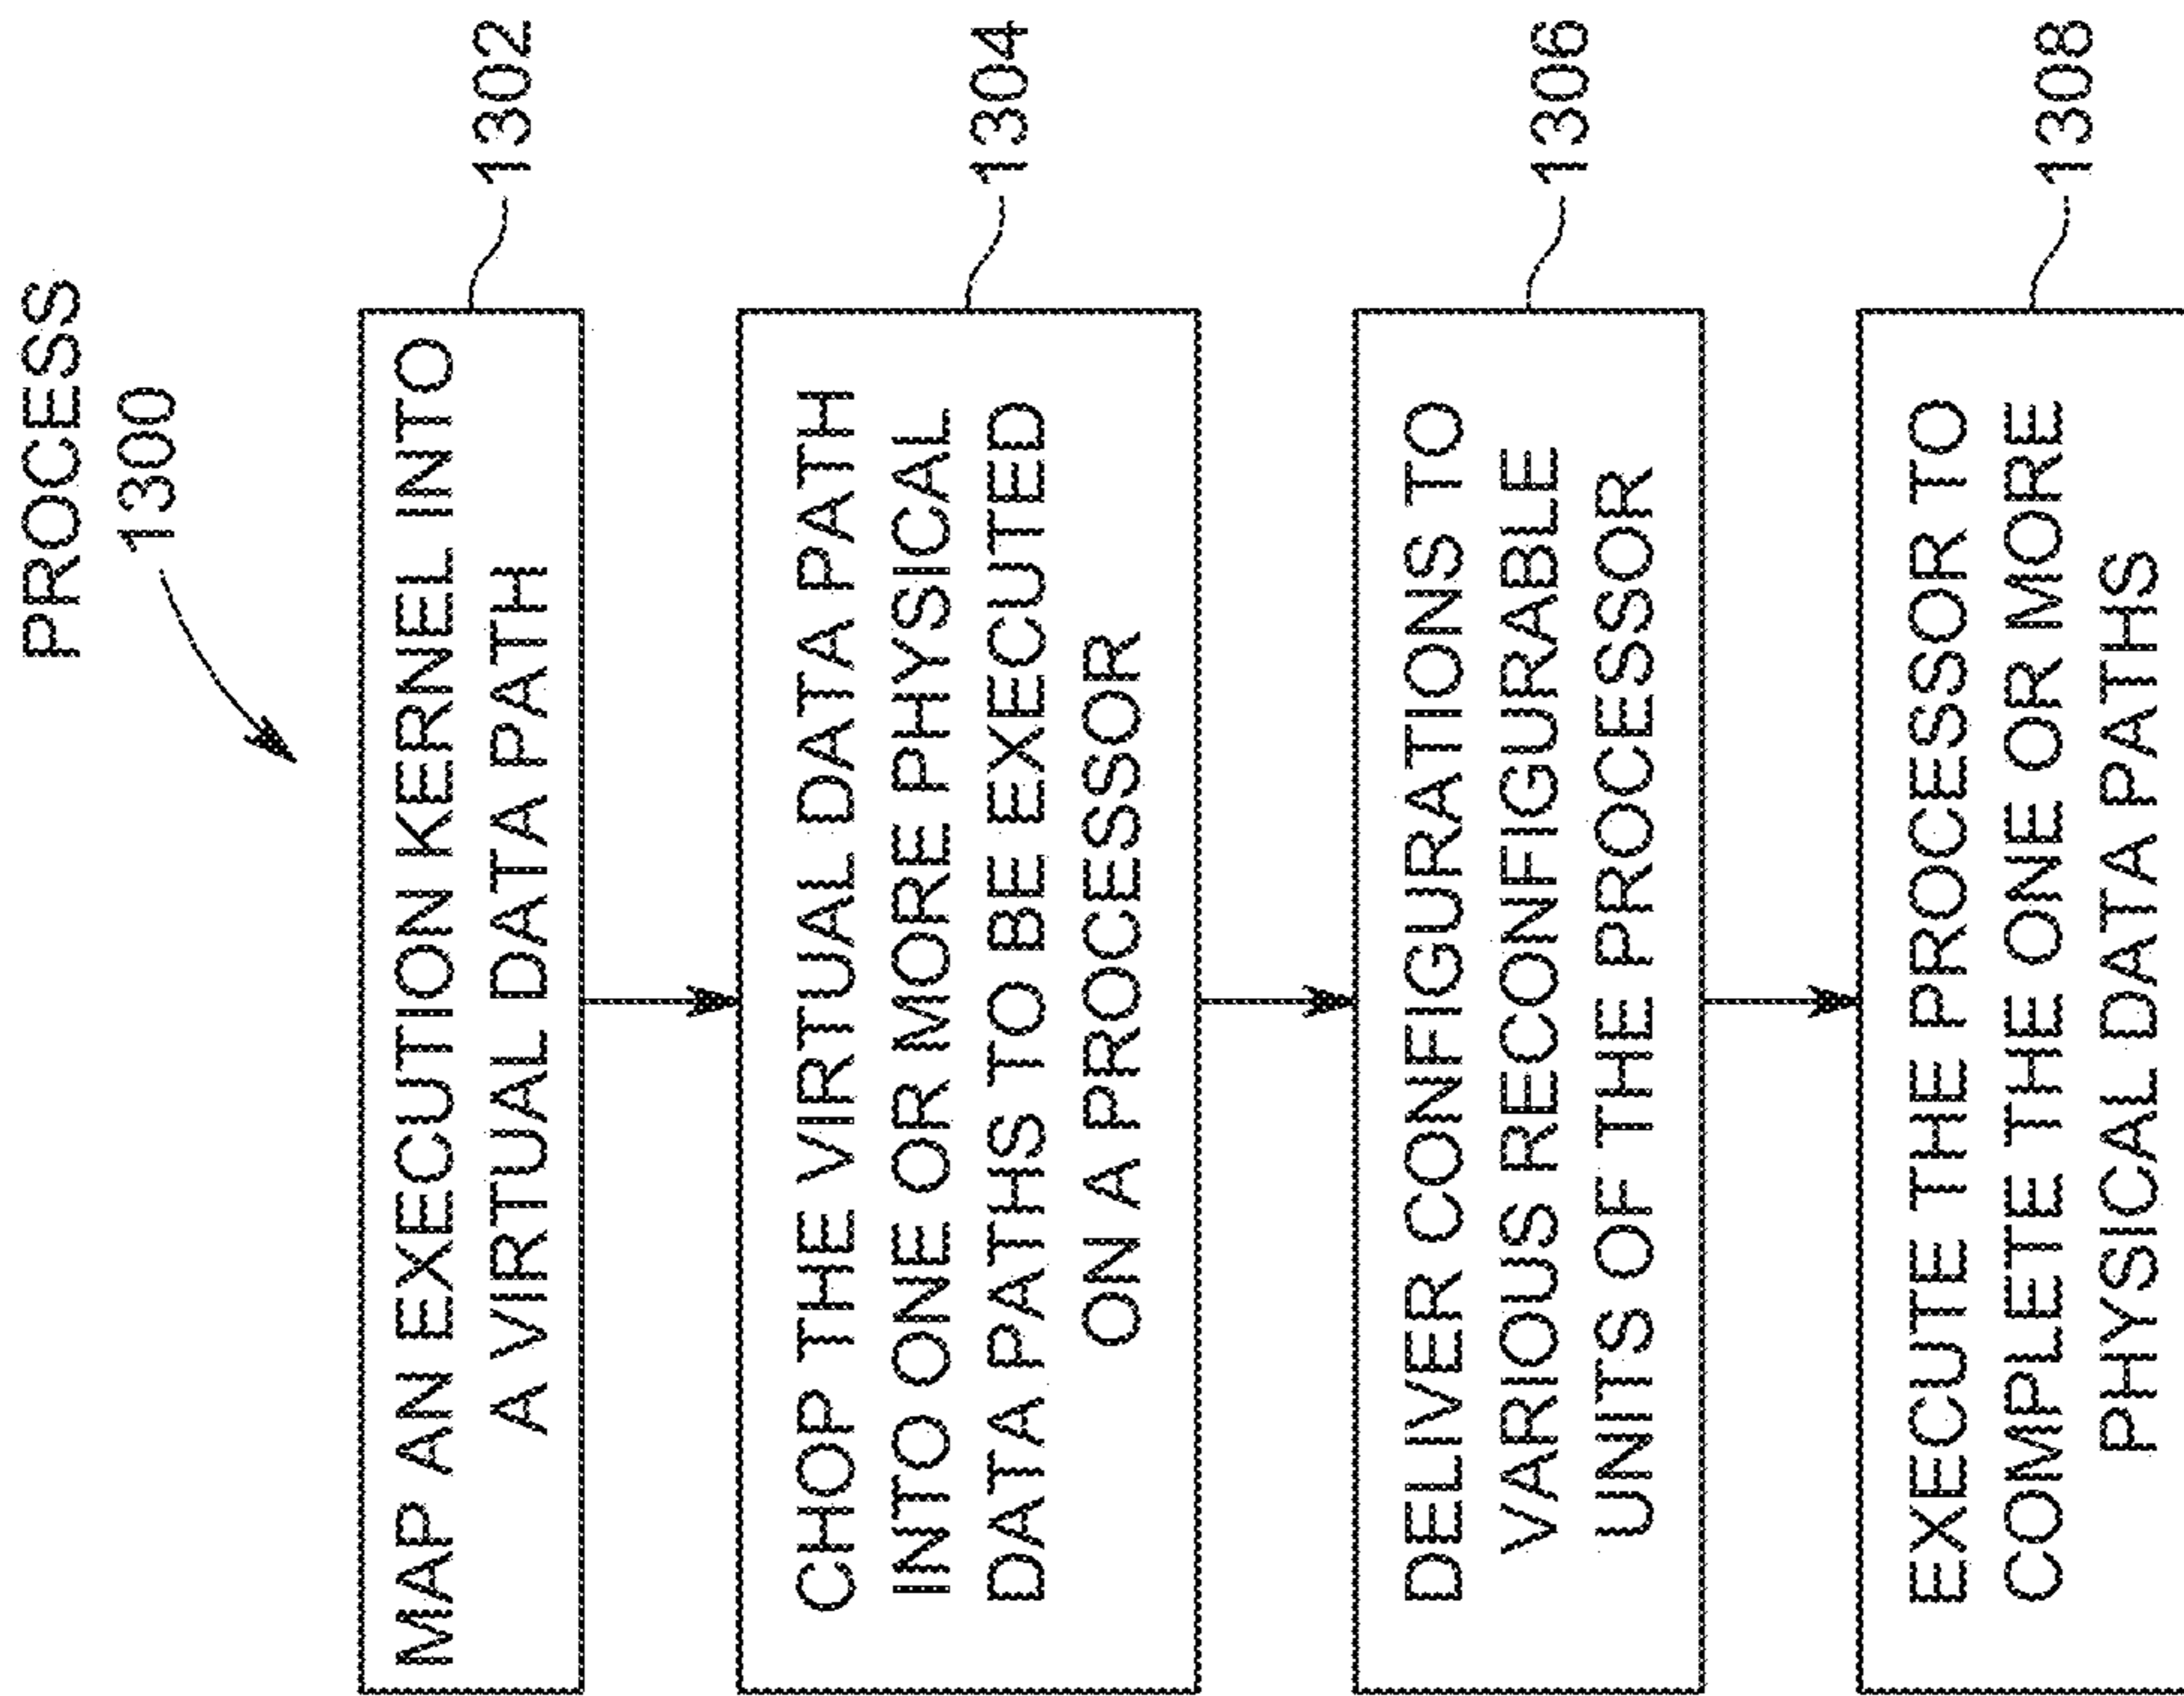 PROCESS
1300
MAP AN EXECUTION KERNEL INTO
A VIRTUAL DATA PATH
1302
CHOP THE VIRTUAL DATA PATH
INTO ONE OR MORE PHYSICAL
DATA PATHS TO BE EXECUTED
ON A PROCESSOR
1304
DELIVER CONFIGURATIONS TO
VARIOUS RECONFIGURABLE
UNITS OF THE PROCESSOR
1306
EXECUTE THE PROCESSOR TO
COMPLETE THE ONE OR MORE
PHYSICAL DATA PATHS
1308